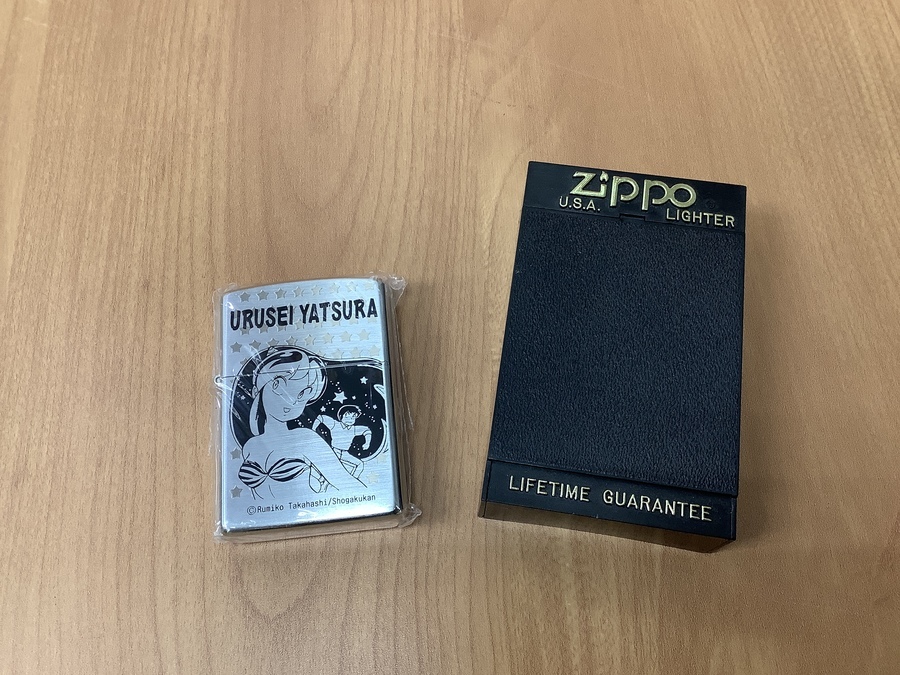 URUSEI YATSURA
©Rumiko Takahashi/Shogakukan
Zippo
U.S.A. LIGHTER
LIFETIME GUARANTEE